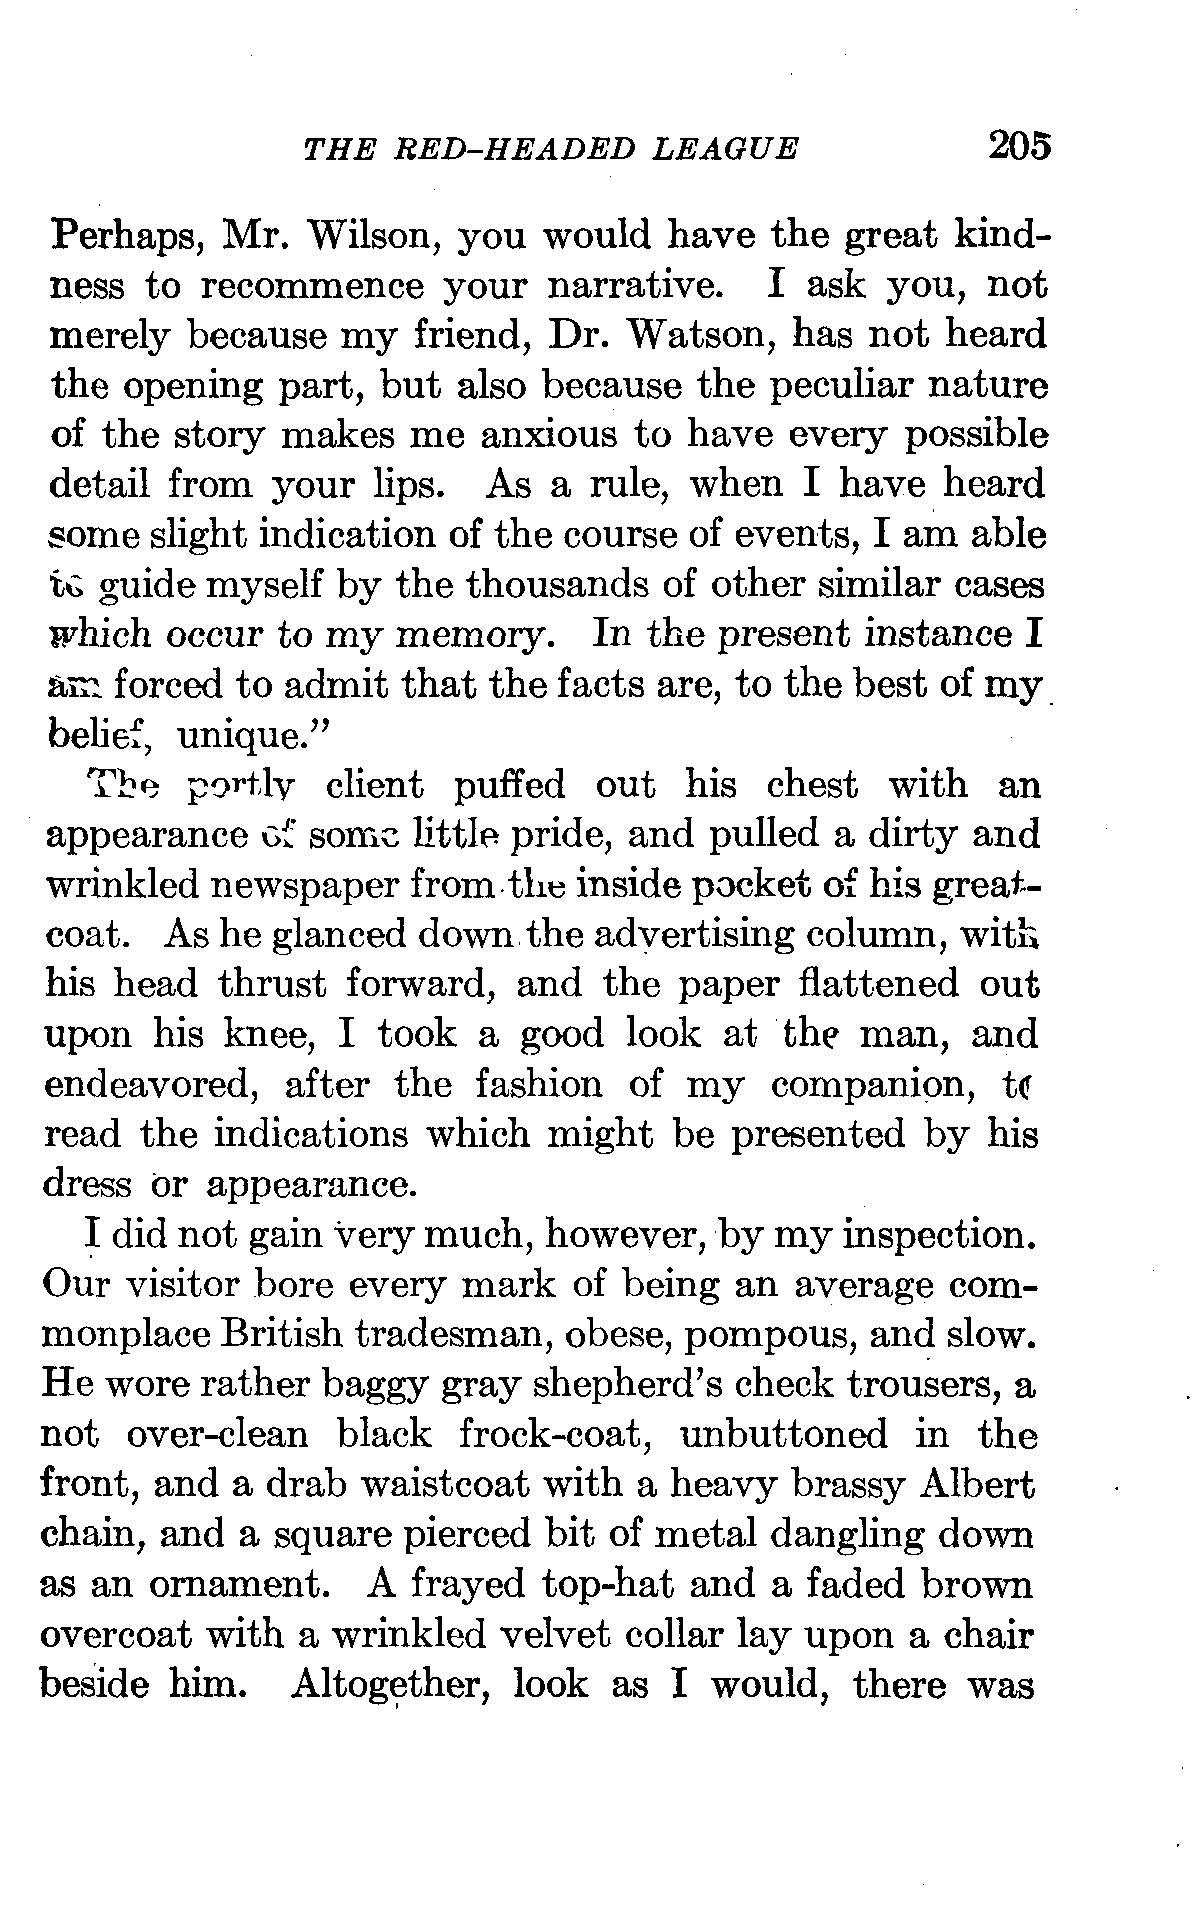 THE RED-HEADED LEAGUE 205
Perhaps, Mr. Wilson, you would have the great kind-
ness to recommence your narrative. I ask you, not
merely because my friend, Dr. Watson, has not heard
the opening part, but also because the peculiar nature
of the story makes me anxious to have every possible
detail from your lips. As a rule, when I have heard
some slight indication of the course of events, I am able
to guide myself by the thousands of other similar cases
which occur to my memory. In the present instance I
am forced to admit that the facts are, to the best of my
belief, unique."
The portly client puffed out his chest with an
appearance of some little pride, and pulled a dirty and
wrinkled newspaper from the inside pocket of his great-
coat. As he glanced down the advertising column, with
his head thrust forward, and the paper flattened out
upon his knee, I took a good look at the man, and
endeavored, after the fashion of my companion, to
read the indications which might be presented by his
dress or appearance.
I did not gain very much, however, by my inspection.
Our visitor bore every mark of being an average com-
monplace British tradesman, obese, pompous, and slow.
He wore rather baggy gray shepherd's check trousers, a
not over-clean black frock-coat, unbuttoned in the
front, and a drab waistcoat with a heavy brassy Albert
chain, and a square pierced bit of metal dangling down
as an ornament. A frayed top-hat and a faded brown
overcoat with a wrinkled velvet collar lay upon a chair
beside him. Altogether, look as I would, there was